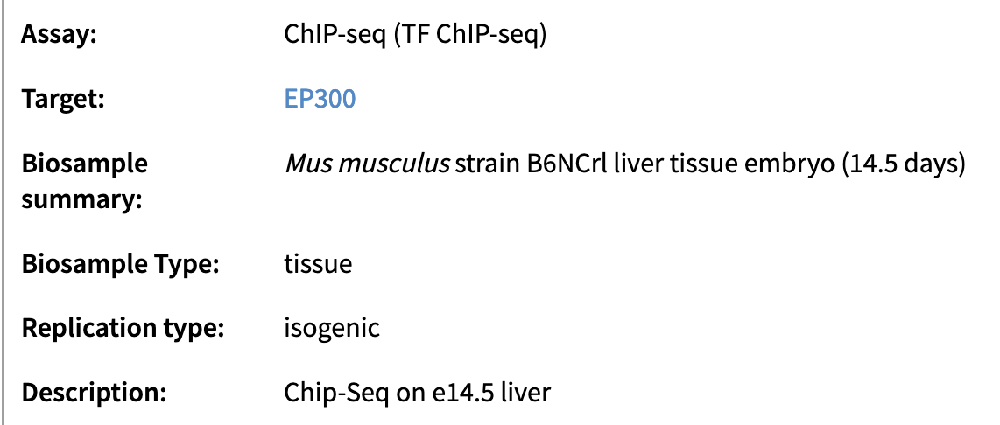 Assay: ChIP-seq (TF ChIP-seq)
Target: EP300
Biosample Mus musculus strain B6NCrl liver tissue embryo (14.5 days)
summary:
Biosample Type: tissue
Replication type: isogenic
Description: Chip-Seq on e14.5 liver